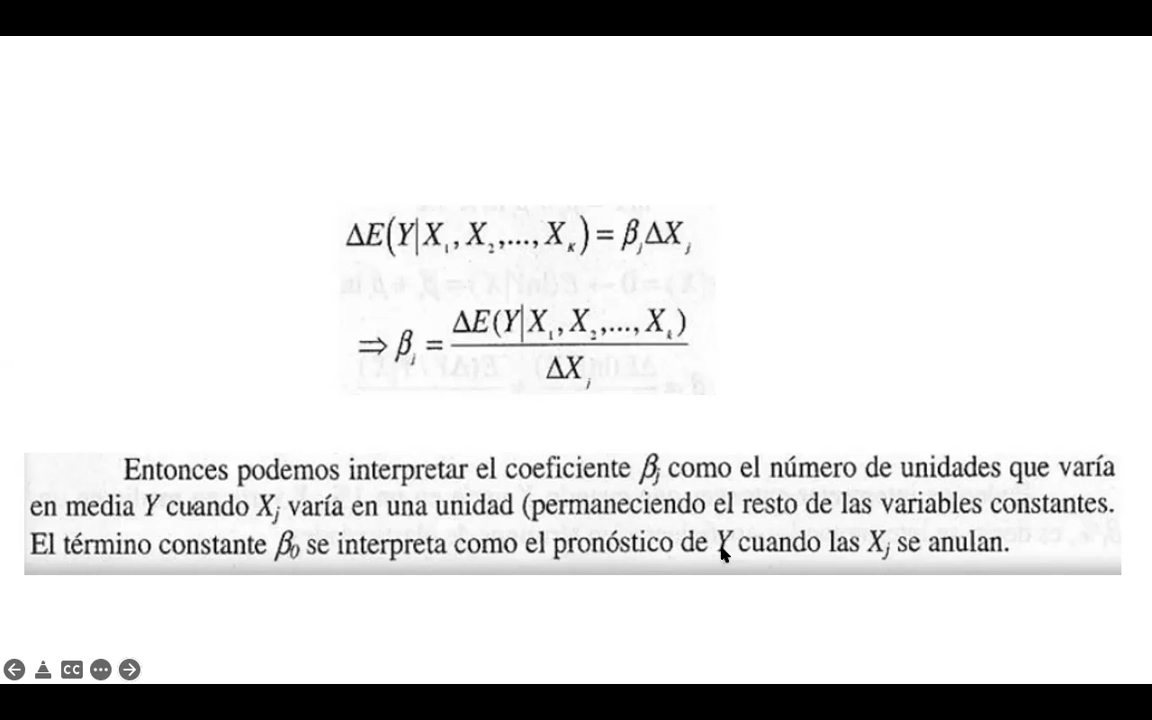 ΔE(Y|X₁, X₂,..., Xₖ) = βⱼΔXⱼ
⇒ βⱼ = ΔE(Y|X₁, X₂,..., Xₖ) / ΔXⱼ
Entonces podemos interpretar el coeficiente βⱼ como el número de unidades que varía
en media Y cuando Xⱼ varía en una unidad (permaneciendo el resto de las variables constantes.
El término constante β₀ se interpreta como el pronóstico de Y cuando las Xⱼ se anulan.
CC